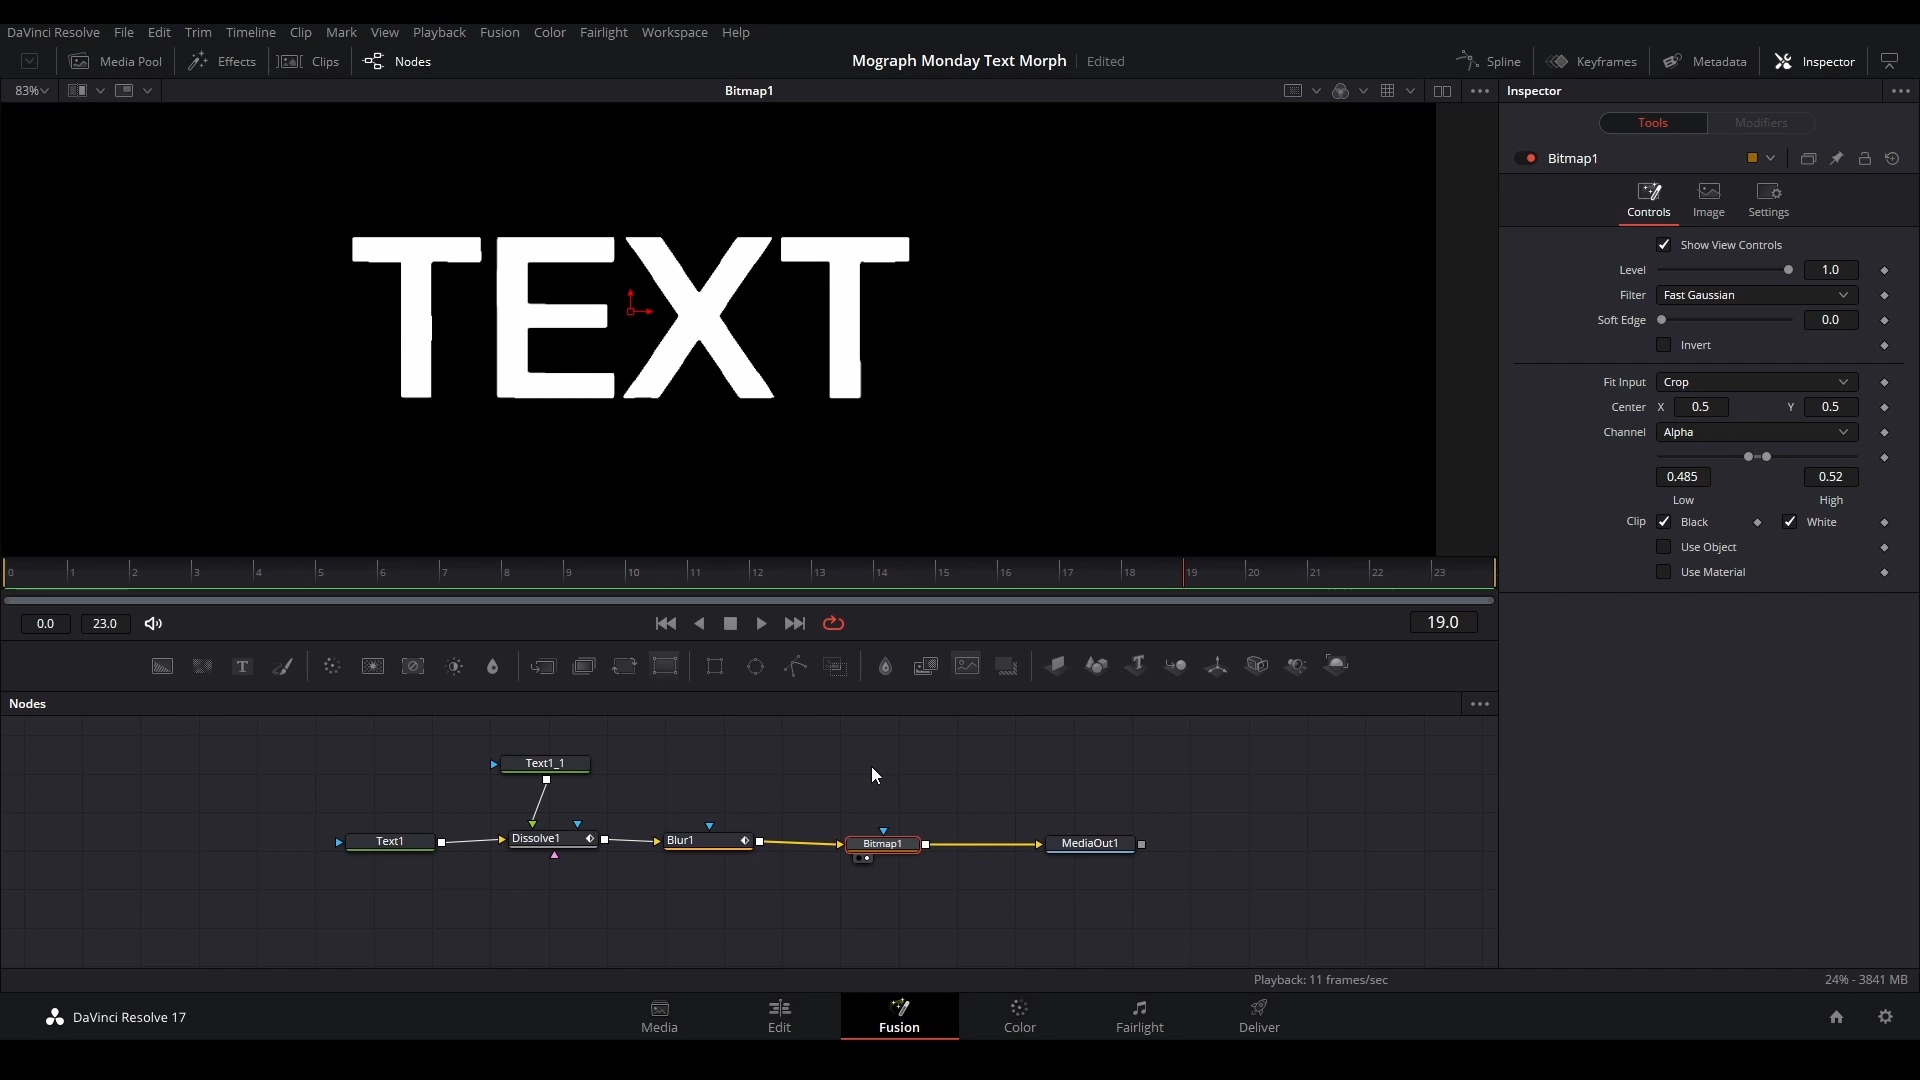 DaVinci Resolve File Edit Trim Timeline Clip Mark View Playback Fusion Color Fairlight Workspace Help
Media Pool Effects Clips Nodes Mograph Monday Text Morph Edited Spline Keyframes Metadata Inspector
83% Bitmap1 Inspector
Tools Modifiers
Bitmap1
Controls Image Settings
Show View Controls
Level 1.0
Filter Fast Gaussian
Soft Edge 0.0
Invert
Fit Input Crop
Center X 0.5 Y 0.5
Channel Alpha
0.485 0.52
Low High
Clip Black White
Use Object
Use Material
TEXT
0 1 2 3 4 5 6 7 8 9 10 11 12 13 14 15 16 17 18 19 20 21 22 23
0.0 23.0 19.0
Nodes
Text1_1
Text1 Dissolve1 Blur1 Bitmap1 MediaOut1
Playback: 11 frames/sec 24% - 3841 MB
DaVinci Resolve 17 Media Edit Fusion Color Fairlight Deliver